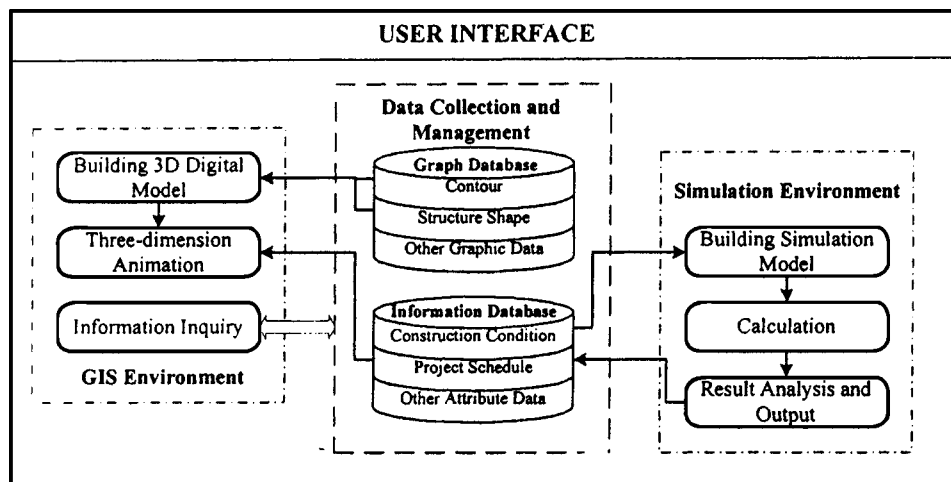 USER INTERFACE
Building 3D Digital
Model
Three-dimension
Animation
Information Inquiry
GIS Environment
Data Collection and
Management
Graph Database
Contour
Structure Shape
Other Graphic Data
Information Database
Construction Condition
Project Schedule
Other Attribute Data
Simulation Environment
Building Simulation
Model
Calculation
Result Analysis and
Output